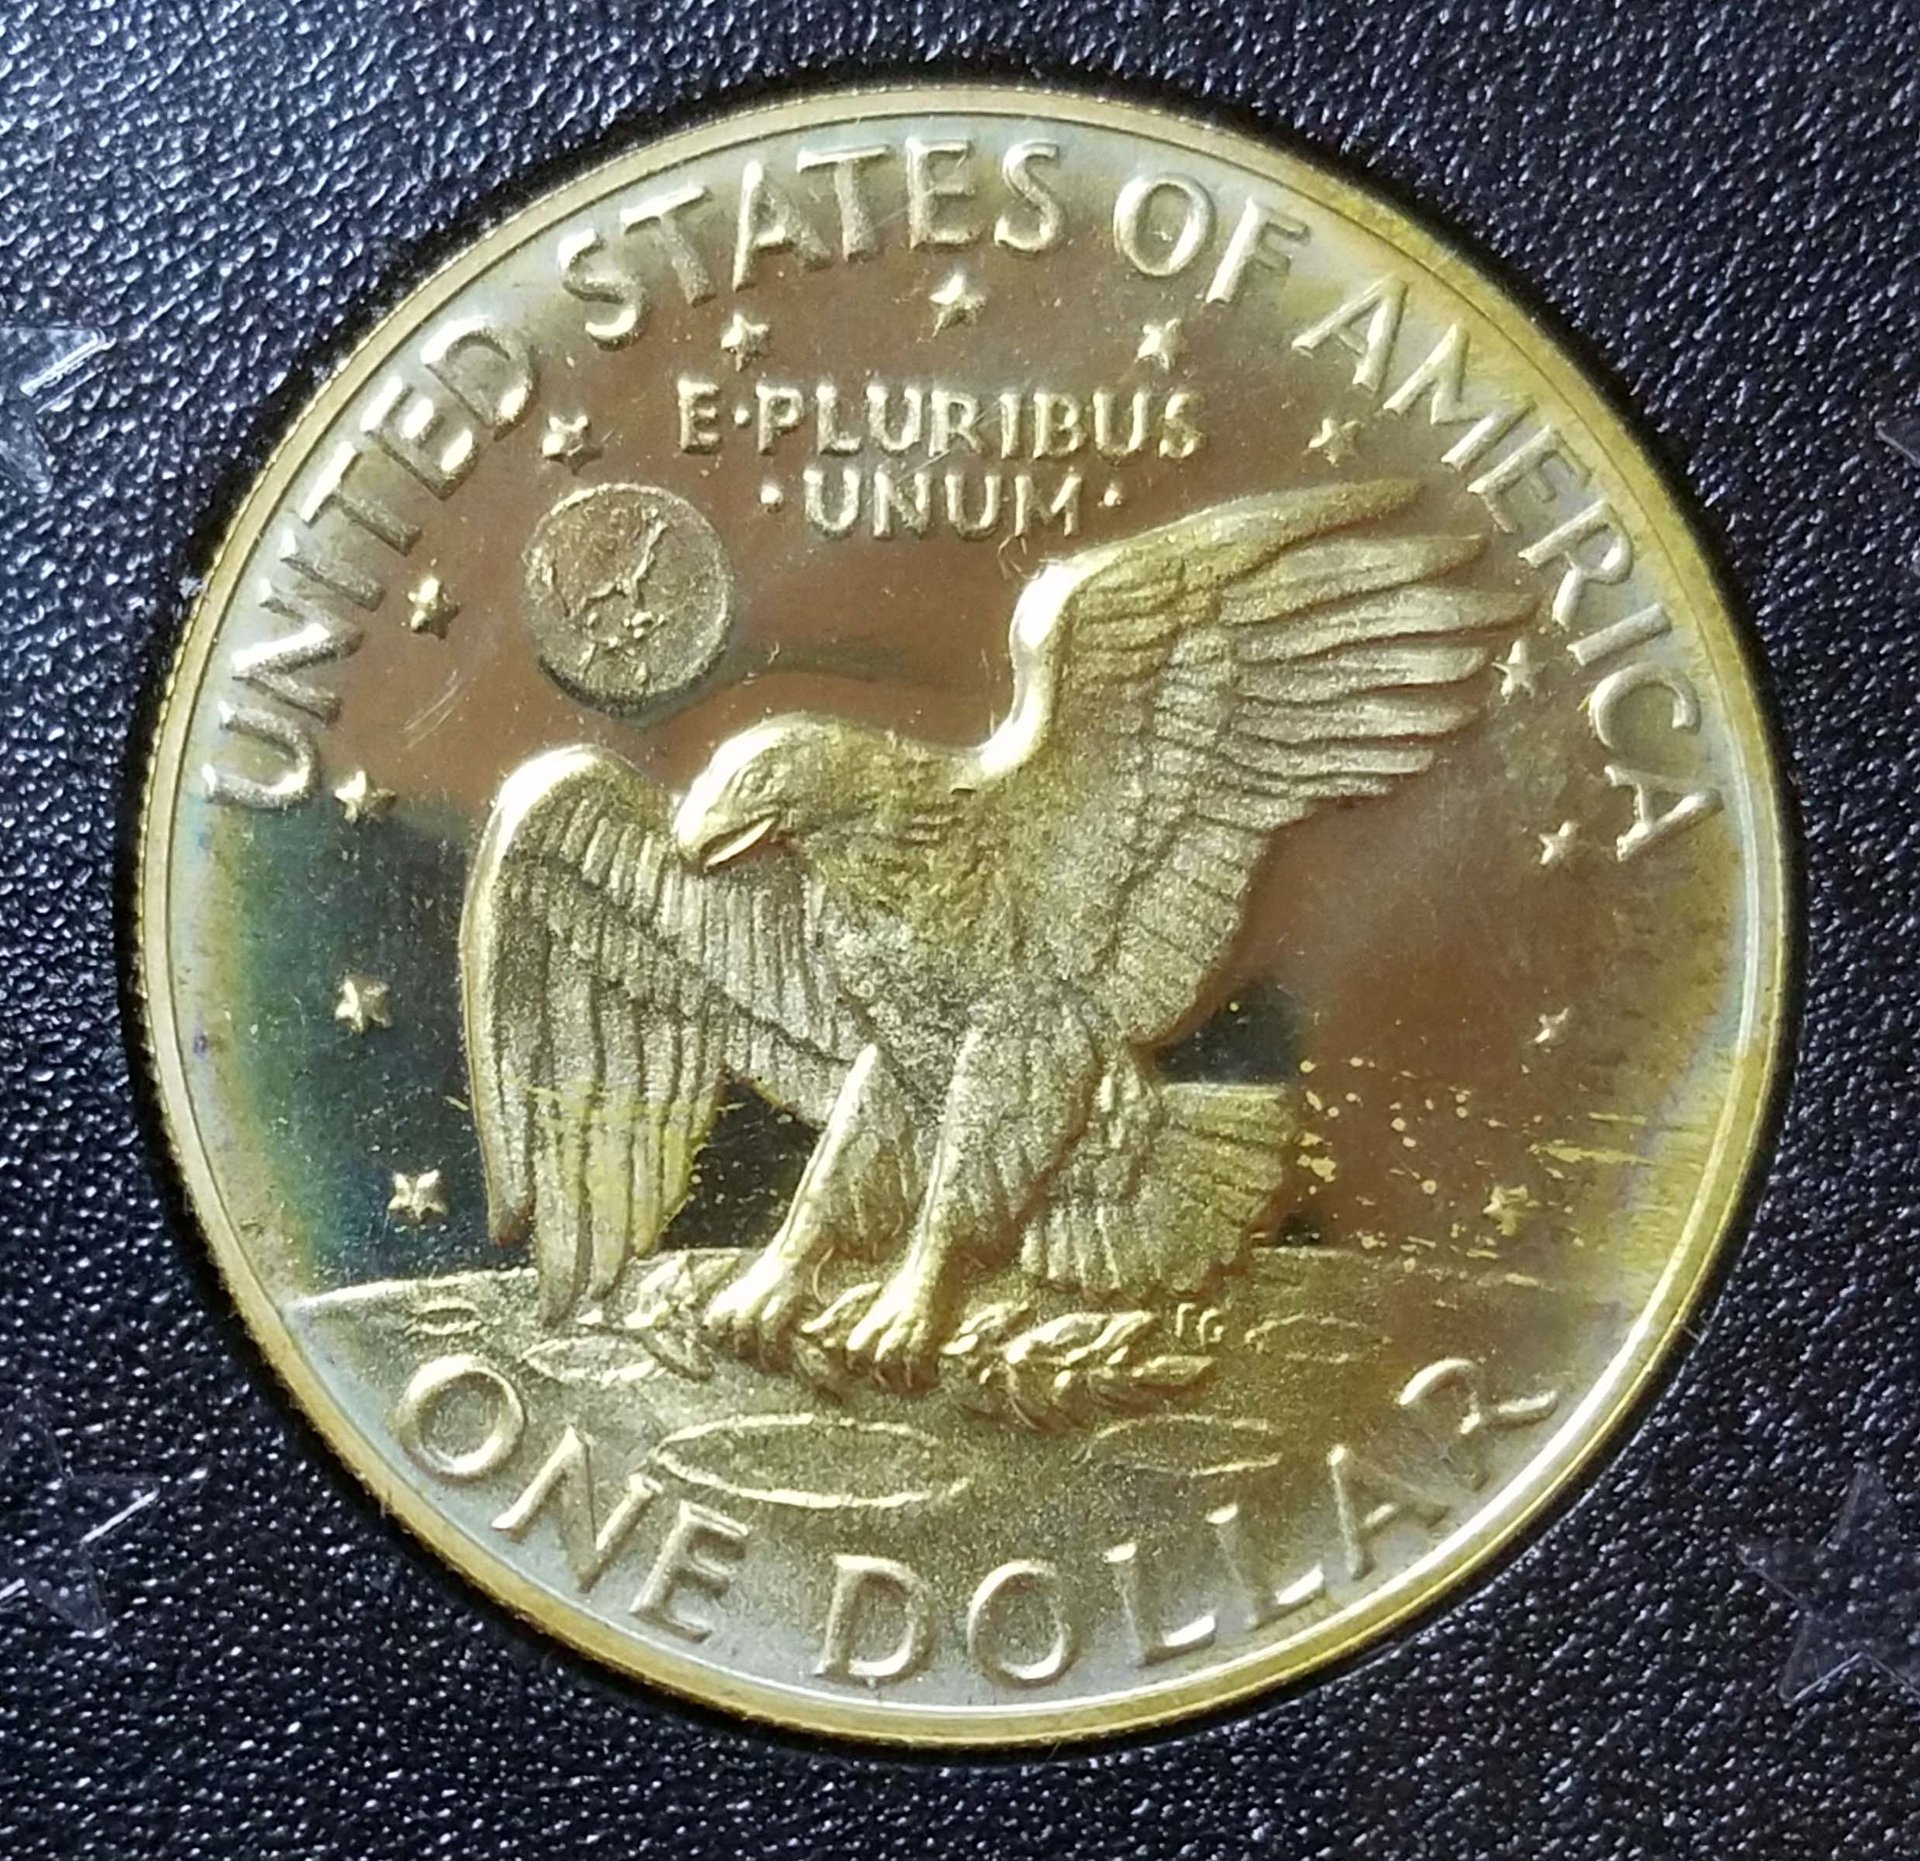 UNITED STATES OF AMERICA
E·PLURIBUS
·UNUM·
ONE DOLLAR